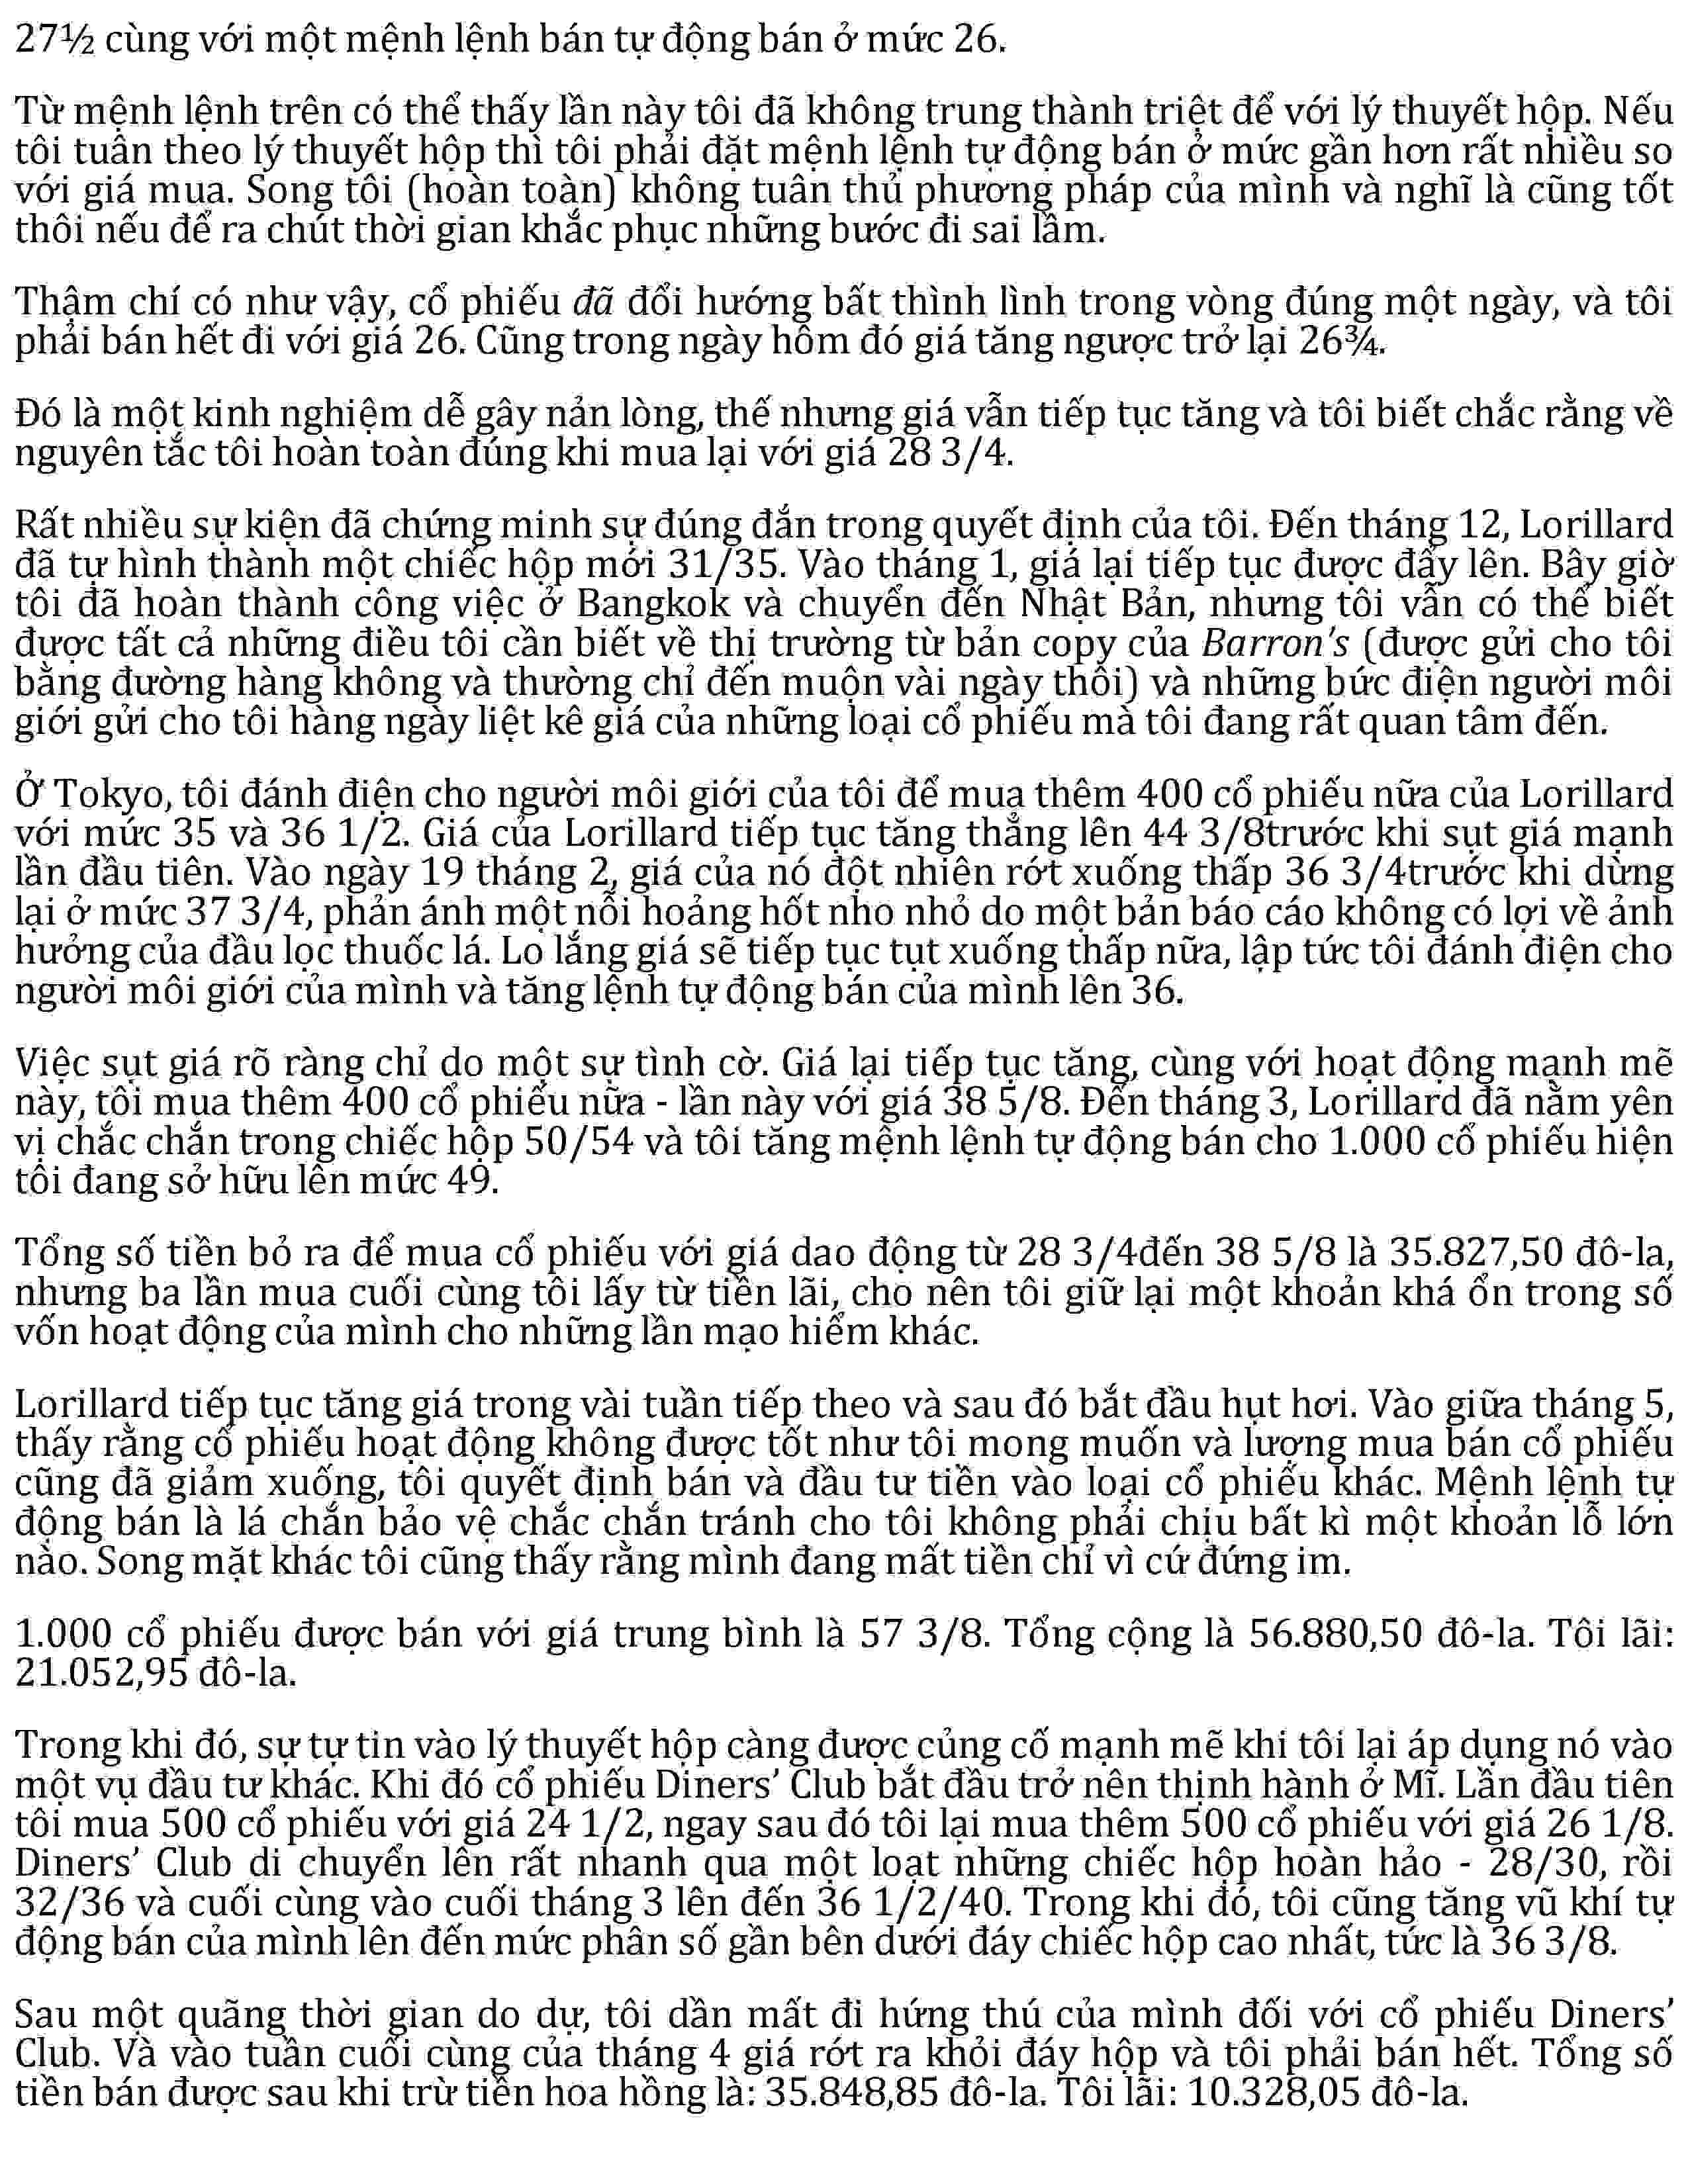 27½ cùng với một mệnh lệnh bán tự động bán ở mức 26.
Từ mệnh lệnh trên có thể thấy lần này tôi đã không trung thành triệt để với lý thuyết hộp. Nếu
tôi tuân theo lý thuyết hộp thì tôi phải đặt mệnh lệnh tự động bán ở mức gần hơn rất nhiều so
với giá mua. Song tôi (hoàn toàn) không tuân thủ phương pháp của mình và nghĩ là cũng tốt
thôi nếu để ra chút thời gian khắc phục những bước đi sai lầm.
Thậm chí có như vậy, cổ phiếu đã đổi hướng bất thình lình trong vòng đúng một ngày, và tôi
phải bán hết đi với giá 26. Cũng trong ngày hôm đó giá tăng ngược trở lại 26¾.
Đó là một kinh nghiệm dễ gây nản lòng, thế nhưng giá vẫn tiếp tục tăng và tôi biết chắc rằng về
nguyên tắc tôi hoàn toàn đúng khi mua lại với giá 28 3/4.
Rất nhiều sự kiện đã chứng minh sự đúng đắn trong quyết định của tôi. Đến tháng 12, Lorillard
đã tự hình thành một chiếc hộp mới 31/35. Vào tháng 1, giá lại tiếp tục được đẩy lên. Bây giờ
tôi đã hoàn thành công việc ở Bangkok và chuyển đến Nhật Bản, nhưng tôi vẫn có thể biết
được tất cả những điều tôi cần biết về thị trường từ bản copy của Barron's (được gửi cho tôi
bằng đường hàng không và thường chỉ đến muộn vài ngày thôi) và những bức điện người môi
giới gửi cho tôi hàng ngày liệt kê giá của những loại cổ phiếu mà tôi đang rất quan tâm đến.
Ở Tokyo, tôi đánh điện cho người môi giới của tôi để mua thêm 400 cổ phiếu nữa của Lorillard
với mức 35 và 36 1/2. Giá của Lorillard tiếp tục tăng thẳng lên 44 3/8trước khi sụt giá mạnh
lần đầu tiên. Vào ngày 19 tháng 2, giá của nó đột nhiên rớt xuống thấp 36 3/4trước khi dừng
lại ở mức 37 3/4, phản ánh một nỗi hoảng hốt nho nhỏ do một bản báo cáo không có lợi về ảnh
hưởng của đầu lọc thuốc lá. Lo lắng giá sẽ tiếp tục tụt xuống thấp nữa, lập tức tôi đánh điện cho
người môi giới của mình và tăng lệnh tự động bán của mình lên 36.
Việc sụt giá rõ ràng chỉ do một sự tình cờ. Giá lại tiếp tục tăng, cùng với hoạt động mạnh mẽ
này, tôi mua thêm 400 cổ phiếu nữa - lần này với giá 38 5/8. Đến tháng 3, Lorillard đã nằm yên
vị chắc chắn trong chiếc hộp 50/54 và tôi tăng mệnh lệnh tự động bán cho 1.000 cổ phiếu hiện
tôi đang sở hữu lên mức 49.
Tổng số tiền bỏ ra để mua cổ phiếu với giá dao động từ 28 3/4đến 38 5/8 là 35.827,50 đô-la,
nhưng ba lần mua cuối cùng tôi lấy từ tiền lãi, cho nên tôi giữ lại một khoản khá ổn trong số
vốn hoạt động của mình cho những lần mạo hiểm khác.
Lorillard tiếp tục tăng giá trong vài tuần tiếp theo và sau đó bắt đầu hụt hơi. Vào giữa tháng 5,
thấy rằng cổ phiếu hoạt động không được tốt như tôi mong muốn và lượng mua bán cổ phiếu
cũng đã giảm xuống, tôi quyết định bán và đầu tư tiền vào loại cổ phiếu khác. Mệnh lệnh tự
động bán là lá chắn bảo vệ chắc chắn tránh cho tôi không phải chịu bất kì một khoản lỗ lớn
nào. Song mặt khác tôi cũng thấy rằng mình đang mất tiền chỉ vì cứ đứng im.
1.000 cổ phiếu được bán với giá trung bình là 57 3/8. Tổng cộng là 56.880,50 đô-la. Tôi lãi:
21.052,95 đô-la.
Trong khi đó, sự tự tin vào lý thuyết hộp càng được củng cố mạnh mẽ khi tôi lại áp dụng nó vào
một vụ đầu tư khác. Khi đó cổ phiếu Diners’ Club bắt đầu trở nên thịnh hành ở Mĩ. Lần đầu tiên
tôi mua 500 cổ phiếu với giá 24 1/2, ngay sau đó tôi lại mua thêm 500 cổ phiếu với giá 26 1/8.
Diners’ Club di chuyển lên rất nhanh qua một loạt những chiếc hộp hoàn hảo - 28/30, rồi
32/36 và cuối cùng vào cuối tháng 3 lên đến 36 1/2/40. Trong khi đó, tôi cũng tăng vũ khí tự
động bán của mình lên đến mức phân số gần bên dưới đáy chiếc hộp cao nhất, tức là 36 3/8.
Sau một quãng thời gian do dự, tôi dần mất đi hứng thú của mình đối với cổ phiếu Diners’
Club. Và vào tuần cuối cùng của tháng 4 giá rớt ra khỏi đáy hộp và tôi phải bán hết. Tổng số
tiền bán được sau khi trừ tiền hoa hồng là: 35.848,85 đô-la. Tôi lãi: 10.328,05 đô-la.